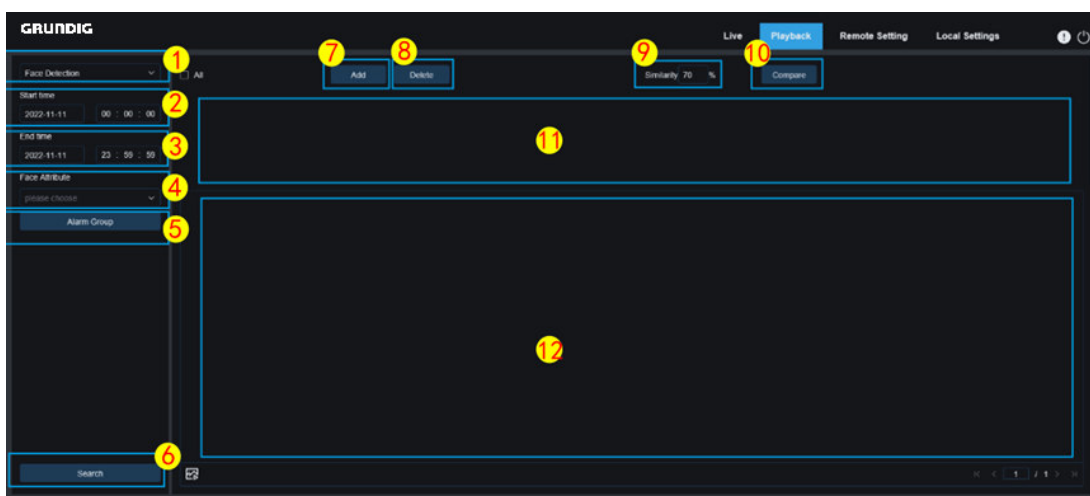 GRUNDIG
Live Playback Remote Setting Local Settings
1 7 8 9 10
Face Detection All Add Delete Similarity 70 % Compare
Start time
2022-11-11 00 : 00 : 00 2
End time
2022-11-11 23 : 59 : 59 3
11
Face Attribute
please choose 4
Alarm Group 5
12
6
Search 1 / 1